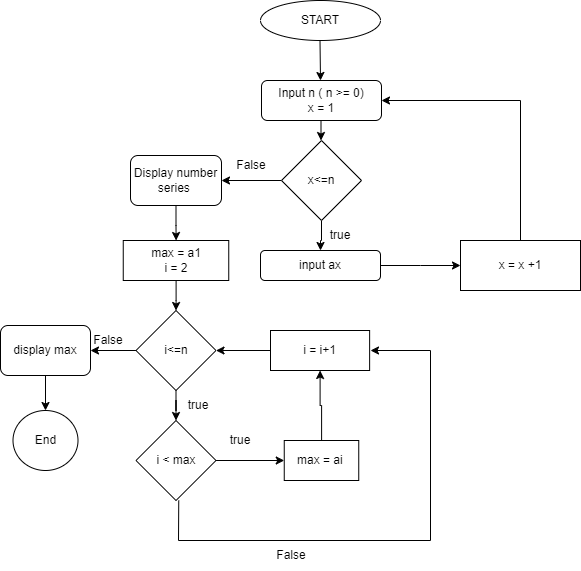 START
Input n ( n >= 0)
x = 1
x<=n
False
Display number
series
true
input ax
x = x +1
max = a1
i = 2
i<=n
False
display max
End
i = i+1
true
i < max
true
max = ai
False